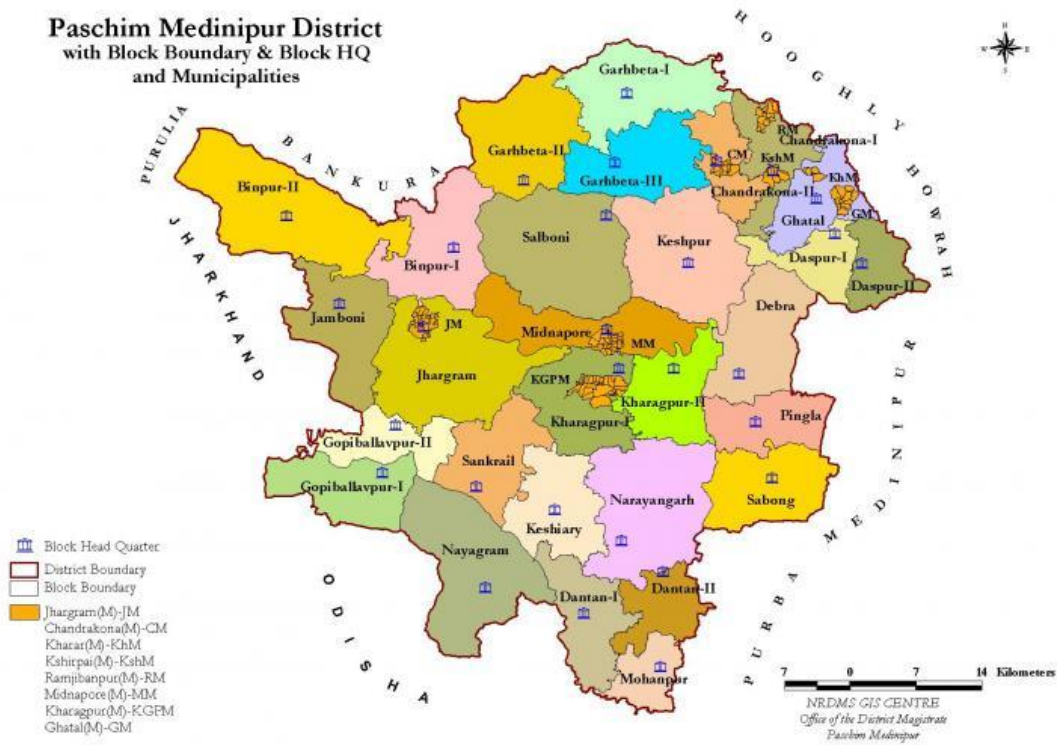 Paschim Medinipur District
with Block Boundary & Block HQ
and Municipalities
N
W E
S
HOOGHLY
HOWRAH
PURULIA
BANKURA
JHARKHAND
ODISHA
PURBA MEDINIPUR
Garhbeta-I
Garhbeta-II
Garhbeta-III
RM
Chandrakona-I
CM
KshM
Chandrakona-II
KhM
Ghatal
GM
Binpur-II
Binpur-I
Salboni
Keshpur
Daspur-I
Daspur-II
Debra
Jamboni
JM
Jhargram
Midnapore
MM
KGPM
Kharagpur-I
Kharagpur-II
Pingla
Gopiballavpur-II
Gopiballavpur-I
Sankrail
Keshiary
Narayangarh
Sabong
Nayagram
Dantan-I
Dantan-II
Mohanpur
Block Head Quarter
District Boundary
Block Boundary
Jhargram(M)-JM
Chandrakona(M)-CM
Kharar(M)-KhM
Kshirpai(M)-KshM
Ramjibanpur(M)-RM
Midnapore(M)-MM
Kharagpur(M)-KGPM
Ghatal(M)-GM
7 0 7 14 Kilometers
NRDMS GIS CENTRE
Office of the District Magistrate
Paschim Medinipur